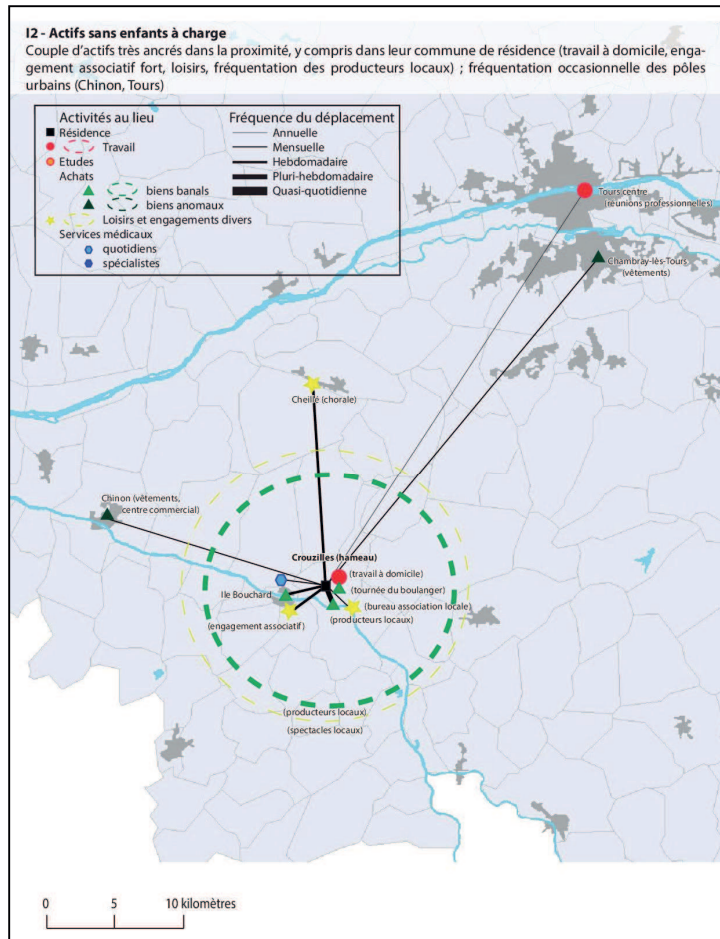 I2 - Actifs sans enfants à charge
Couple d'actifs très ancrés dans la proximité, y compris dans leur commune de résidence (travail à domicile, enga-
gement associatif fort, loisirs, fréquentation des producteurs locaux) ; fréquentation occasionnelle des pôles
urbains (Chinon, Tours)
Activités au lieu
Résidence
Travail
Etudes
Achats
biens banals
biens anomaux
Loisirs et engagements divers
Services médicaux
quotidiens
spécialistes
Fréquence du déplacement
Annuelle
Mensuelle
Hebdomadaire
Pluri-hebdomadaire
Quasi-quotidienne
Tours centre
(réunions professionnelles)
Chambray-lès-Tours
(vêtements)
Cheillé (chorale)
Chinon (vêtements,
centre commercial)
Crouzilles (hameau)
(travail à domicile)
(tournée du boulanger)
Ile Bouchard
(bureau association locale)
(producteurs locaux)
(engagement associatif)
(producteurs locaux)
(spectacles locaux)
0 5 10 kilomètres